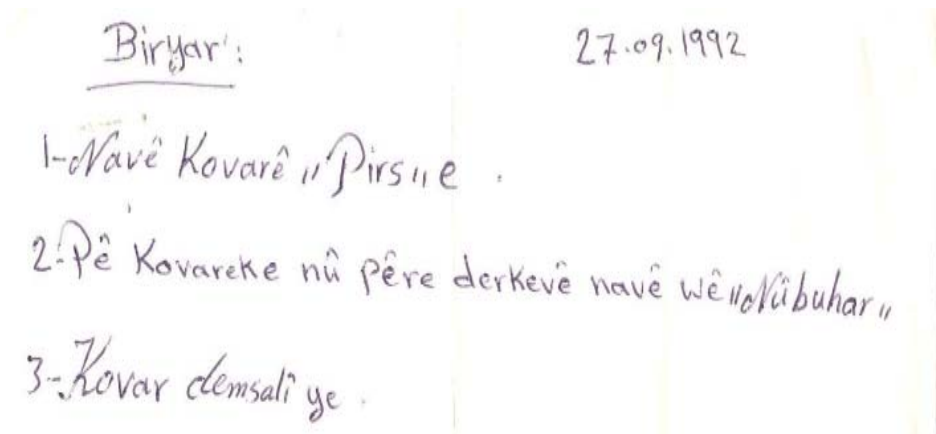 Biryar: 27.09.1992
1-Navê Kovarê "Pirs"e .
2-Pê Kovareke nû pêre derkevê navê wê "Nûbuhar"
3-Kovar demsalî ye .